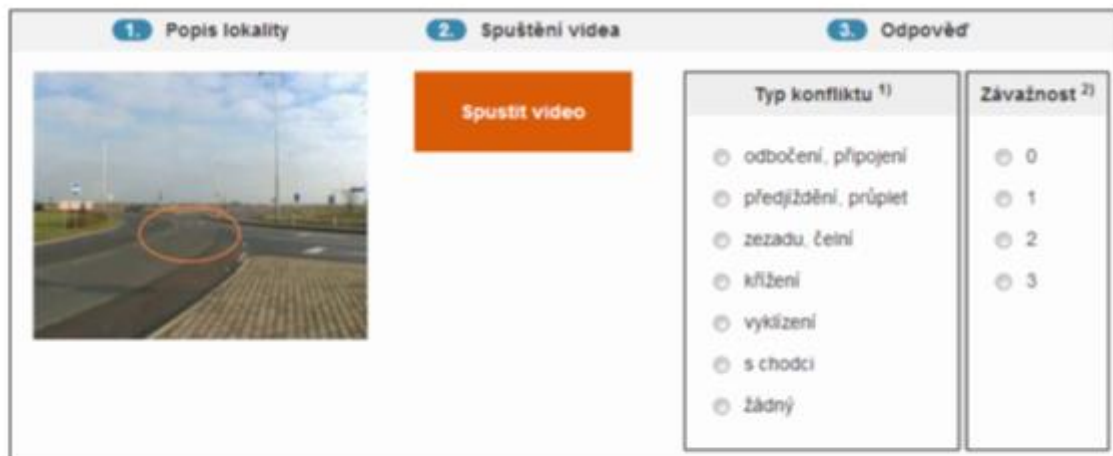 1. Popis lokality
2. Spuštění videa
3. Odpověď
Spustit video
Typ konfliktu 1)
odbočení, připojení
předjíždění, průplet
zezadu, čelní
křížení
vyklízení
s chodci
žádný
Závažnost 2)
0
1
2
3